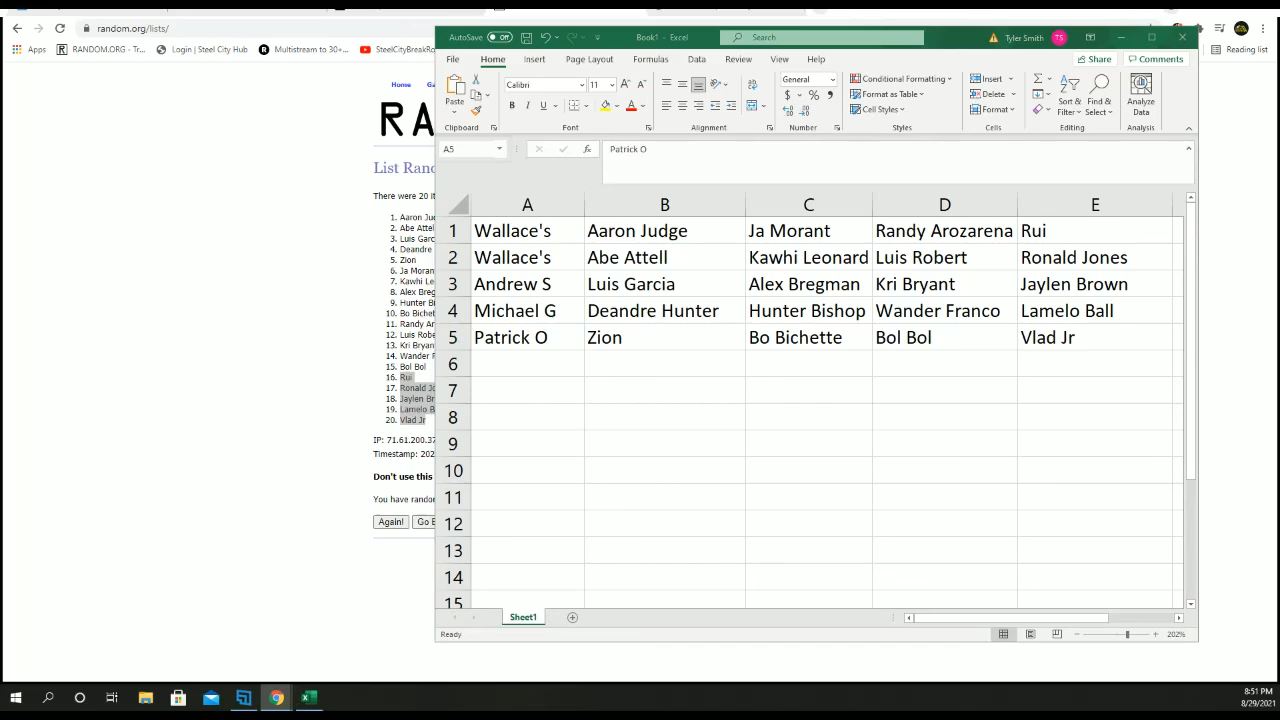 random.org/lists/
Apps
RANDOM.ORG - Tr...
Login | Steel City Hub
Multistream to 30+...
SteelCityBreakRo
Reading list
AutoSave Off
Book1 - Excel
Search
Tyler Smith TS
File Home Insert Page Layout Formulas Data Review View Help
Share Comments
Paste
Calibri 11
General
Conditional Formatting
Format as Table
Cell Styles
Insert
Delete
Format
Sort & Filter
Find & Select
Analyze Data
Clipboard Font Alignment Number Styles Cells Editing Analysis
A5 Patrick O
A B C D E
1 Wallace's Aaron Judge Ja Morant Randy Arozarena Rui
2 Wallace's Abe Attell Kawhi Leonard Luis Robert Ronald Jones
3 Andrew S Luis Garcia Alex Bregman Kri Bryant Jaylen Brown
4 Michael G Deandre Hunter Hunter Bishop Wander Franco Lamelo Ball
5 Patrick O Zion Bo Bichette Bol Bol Vlad Jr
6
7
8
9
10
11
12
13
14
15
Sheet1
Ready
202%
Home Ga
RA
List Ran
There were 20 it
1. Aaron Jud
2. Abe Attel
3. Luis Garc
4. Deandre
5. Zion
6. Ja Moran
7. Kawhi Le
8. Alex Breg
9. Hunter Bi
10. Bo Bichet
11. Randy Ar
12. Luis Robe
13. Kri Bryan
14. Wander F
15. Bol Bol
16. Rui
17. Ronald Jo
18. Jaylen Br
19. Lamelo B
20. Vlad Jr
IP: 71.61.200.37
Timestamp: 202
Don't use this
You have randor
Again! Go B
8:51 PM
8/29/2021